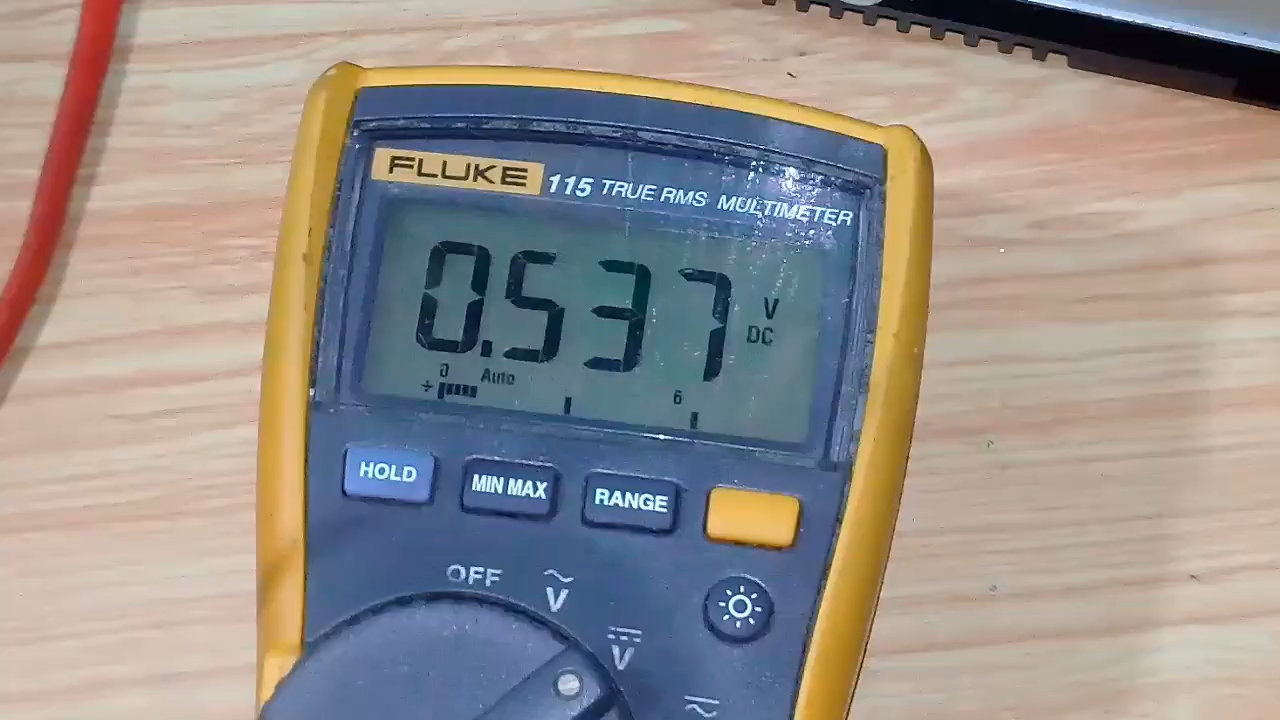 FLUKE 115 TRUE RMS MULTIMETER
0.537 V DC
0 Auto 6
HOLD MIN MAX RANGE
OFF V
V